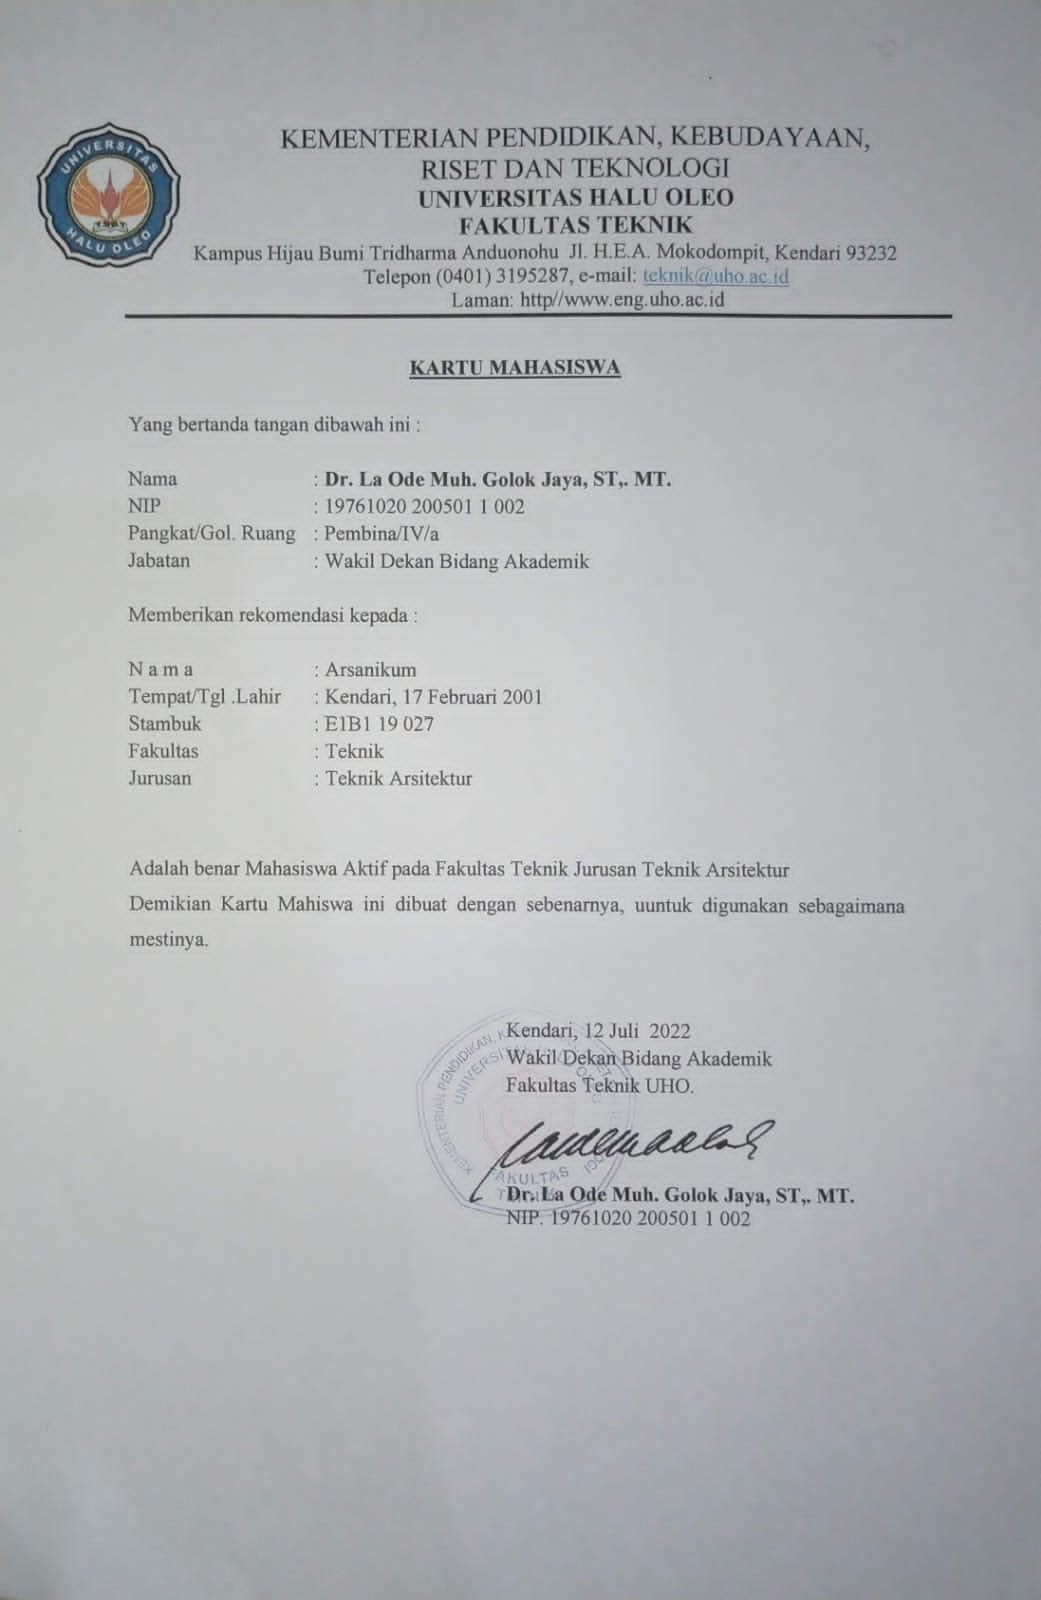 UNIVERSITAS
HALU OLEO
KEMENTERIAN PENDIDIKAN, KEBUDAYAAN,
RISET DAN TEKNOLOGI
UNIVERSITAS HALU OLEO
FAKULTAS TEKNIK
Kampus Hijau Bumi Tridharma Anduonohu Jl. H.E.A. Mokodompit, Kendari 93232
Telepon (0401) 3195287, e-mail: teknik@uho.ac.id
Laman: http//www.eng.uho.ac.id
KARTU MAHASISWA
Yang bertanda tangan dibawah ini :
Nama : Dr. La Ode Muh. Golok Jaya, ST,. MT.
NIP : 19761020 200501 1 002
Pangkat/Gol. Ruang : Pembina/IV/a
Jabatan : Wakil Dekan Bidang Akademik
Memberikan rekomendasi kepada :
N a m a : Arsanikum
Tempat/Tgl .Lahir : Kendari, 17 Februari 2001
Stambuk : E1B1 19 027
Fakultas : Teknik
Jurusan : Teknik Arsitektur
Adalah benar Mahasiswa Aktif pada Fakultas Teknik Jurusan Teknik Arsitektur
Demikian Kartu Mahiswa ini dibuat dengan sebenarnya, uuntuk digunakan sebagaimana
mestinya.
Kendari, 12 Juli 2022
Wakil Dekan Bidang Akademik
Fakultas Teknik UHO.
KEMENTERIAN PENDIDIKAN,
FAKULTAS
Dr. La Ode Muh. Golok Jaya, ST,. MT.
NIP. 19761020 200501 1 002